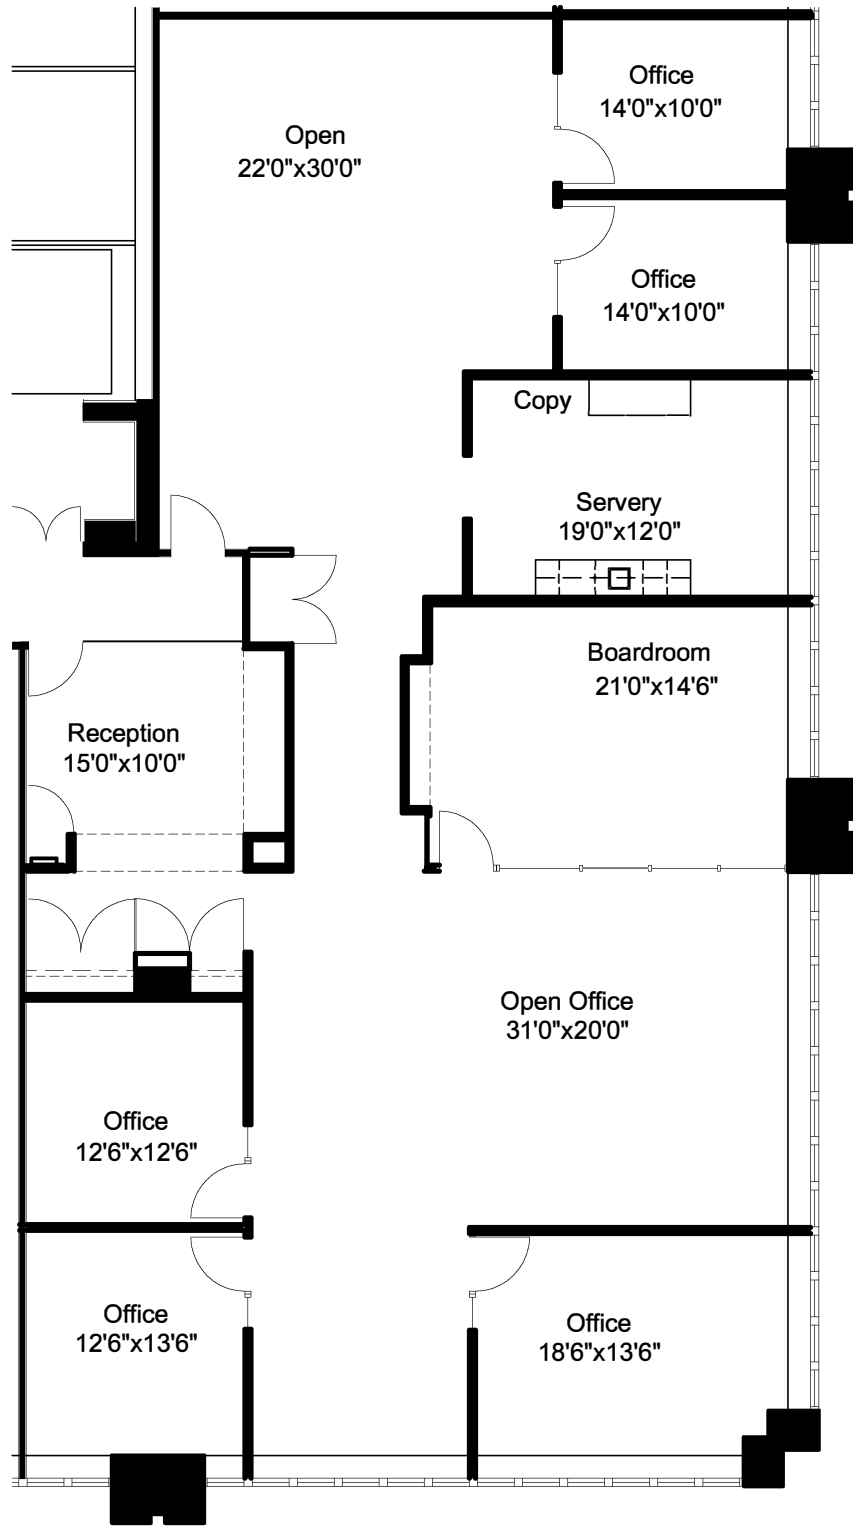 Office
14'0"x10'0"
Open
22'0"x30'0"
Office
14'0"x10'0"
Copy
Servery
19'0"x12'0"
Boardroom
21'0"x14'6"
Reception
15'0"x10'0"
Open Office
31'0"x20'0"
Office
12'6"x12'6"
Office
12'6"x13'6"
Office
18'6"x13'6"